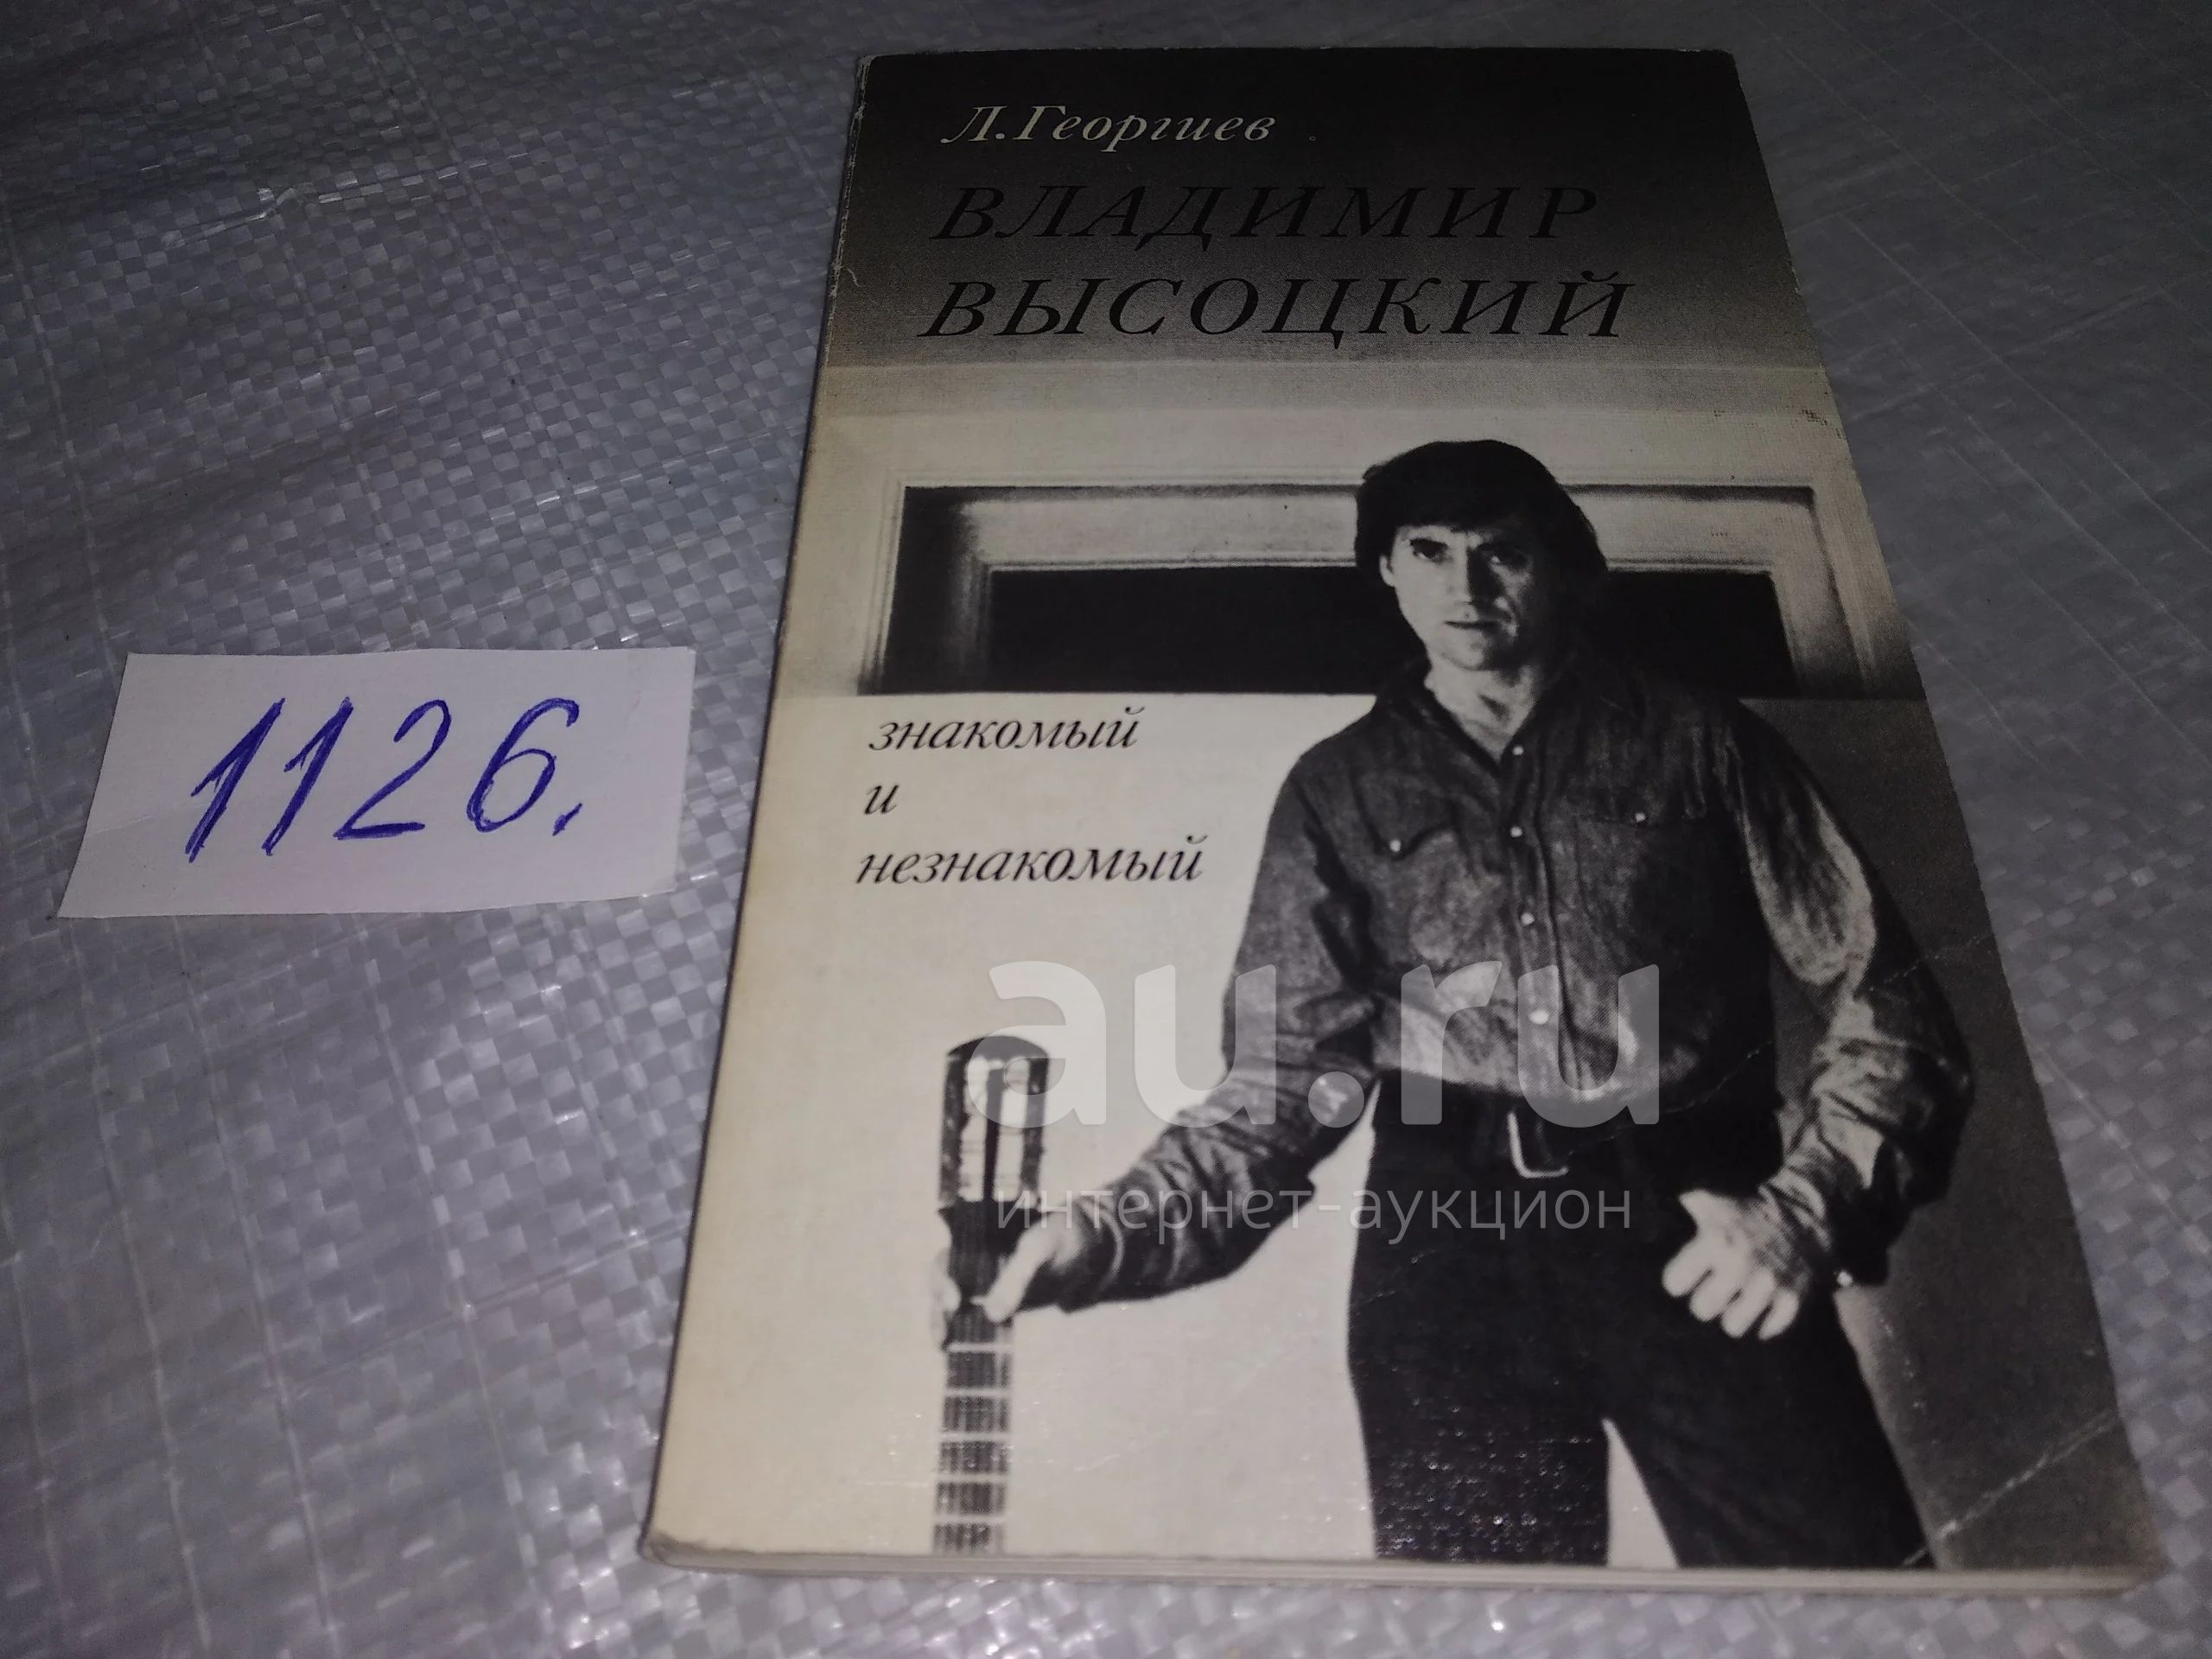 Л.Георгиев
ВЛАДИМИР
ВЫСОЦКИЙ
знакомый
и
незнакомый
1126.
au.ru
интернет-аукцион